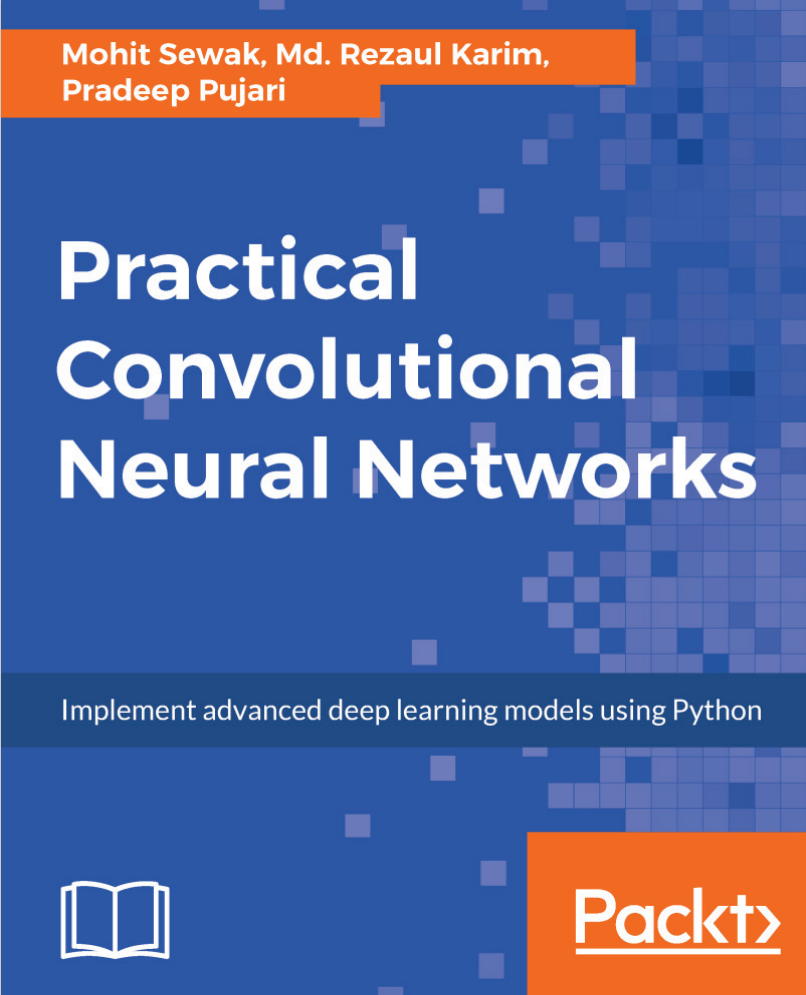 Mohit Sewak, Md. Rezaul Karim,
Pradeep Pujari
Practical
Convolutional
Neural Networks
Implement advanced deep learning models using Python
Packt>